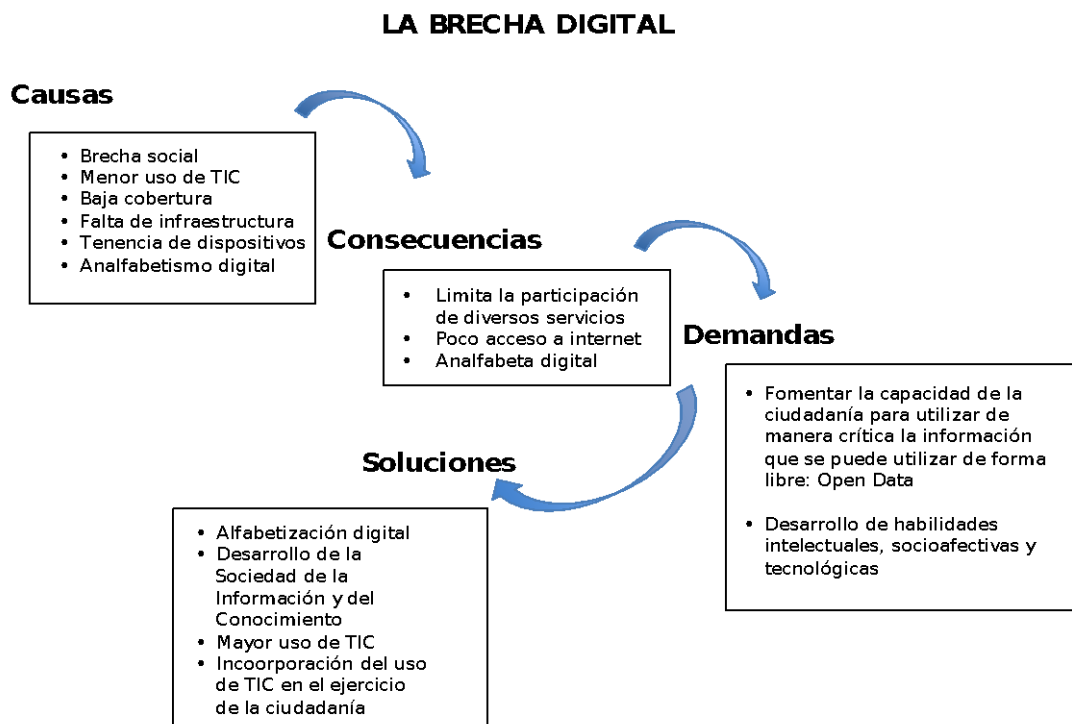 LA BRECHA DIGITAL
Causas
• Brecha social
• Menor uso de TIC
• Baja cobertura
• Falta de infraestructura
• Tenencia de dispositivos
• Analfabetismo digital
Consecuencias
• Limita la participación
de diversos servicios
• Poco acceso a internet
• Analfabeta digital
Demandas
• Fomentar la capacidad de la
ciudadanía para utilizar de
manera crítica la información
que se puede utilizar de forma
libre: Open Data
• Desarrollo de habilidades
intelectuales, socioafectivas y
tecnológicas
Soluciones
• Alfabetización digital
• Desarrollo de la
Sociedad de la
Información y del
Conocimiento
• Mayor uso de TIC
• Incoorporación del uso
de TIC en el ejercicio
de la ciudadanía